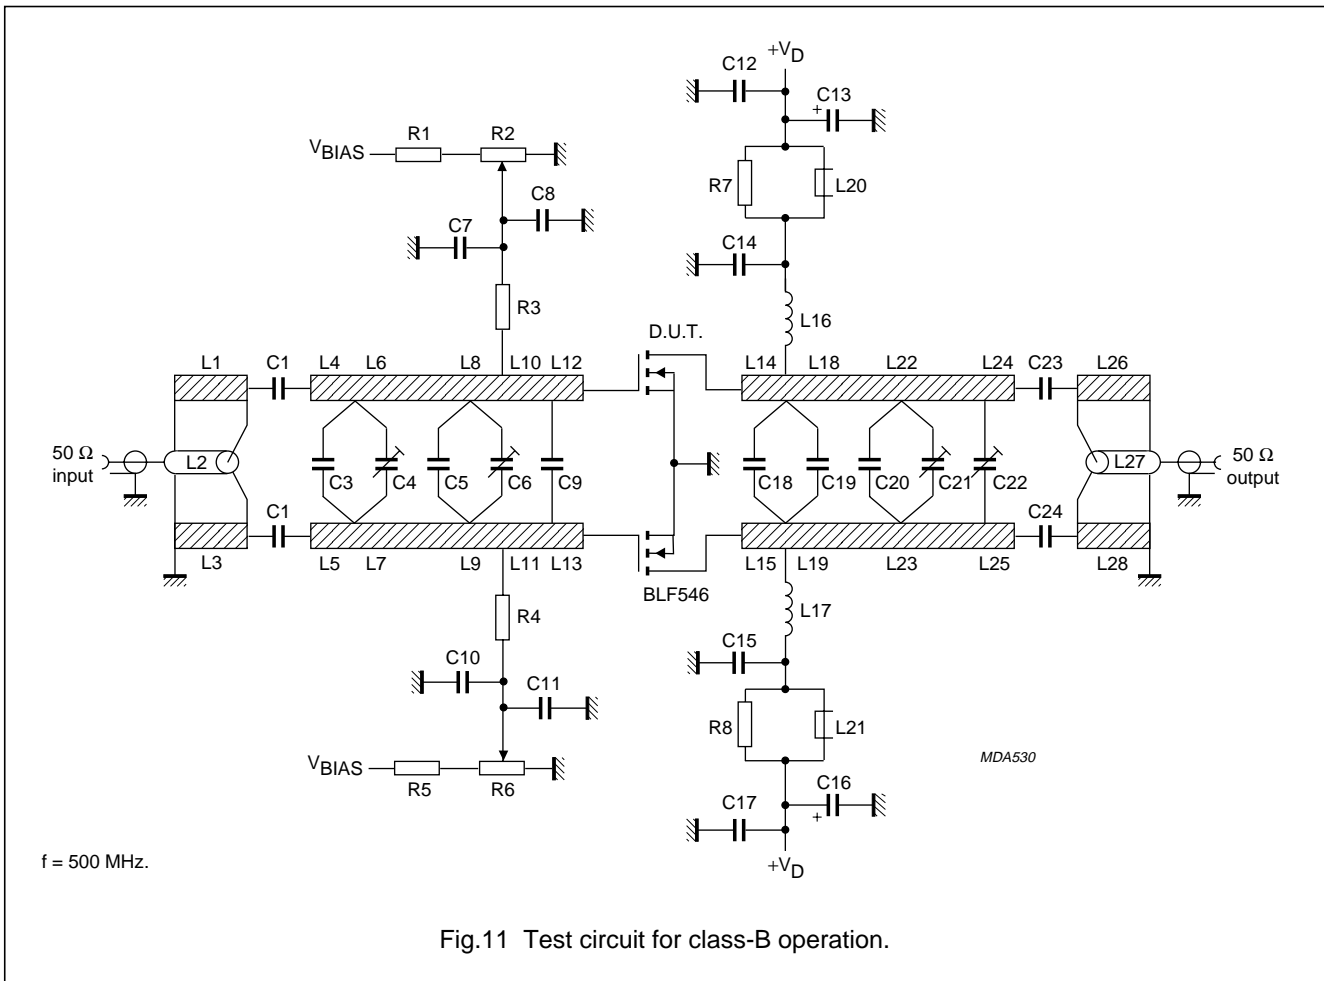 +VD
C12
C13
+
R1
R2
VBIAS
R7
L20
C8
C7
C14
R3
L16
D.U.T.
L1
C1
L4
L6
L8
L10
L12
L14
L18
L22
L24
C23
L26
50 Ω
input
L2
C3
C4
C5
C6
C9
C18
C19
C20
C21
C22
L27
50 Ω
output
C1
C24
L3
L5
L7
L9
L11
L13
L15
L19
L23
L25
L28
BLF546
R4
L17
C15
C10
C11
R8
L21
VBIAS
R5
R6
MDA530
C17
C16
+
+VD
f = 500 MHz.
Fig.11 Test circuit for class-B operation.